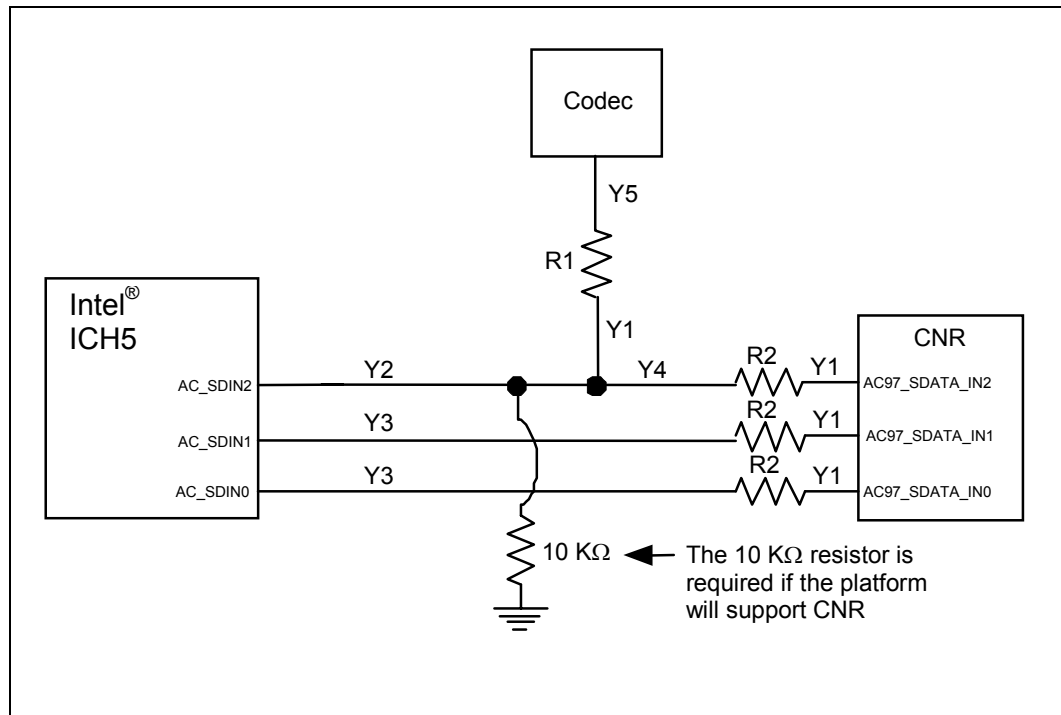 Codec
Y5
R1
Y1
Intel®
ICH5
CNR
Y2
Y4
R2
Y1
AC_SDIN2
AC97_SDATA_IN2
Y3
R2
Y1
AC_SDIN1
AC97_SDATA_IN1
Y3
R2
Y1
AC_SDIN0
AC97_SDATA_IN0
10 KΩ
The 10 KΩ resistor is
required if the platform
will support CNR